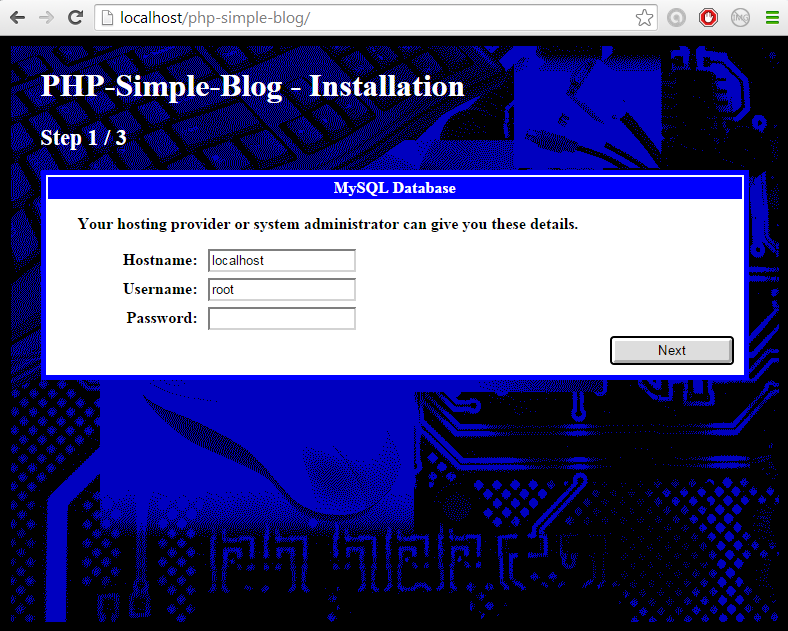 localhost/php-simple-blog/
IMG
PHP-Simple-Blog - Installation
Step 1 / 3
MySQL Database
Your hosting provider or system administrator can give you these details.
Hostname: localhost
Username: root
Password:
Next